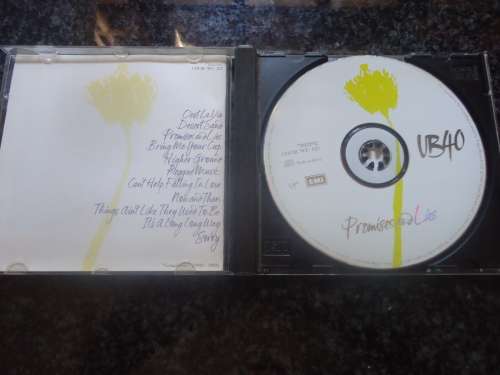 C'est La Vie
Desert Sand
Promises and Lies
Bring Me Your Cup
Higher Ground
Reggae Music
Can't Help Falling In Love
Now and Then
Things Ain't Like They Used To Be
It's A Long Long Way
Sorry
UB40
EMI
Promises and Lies